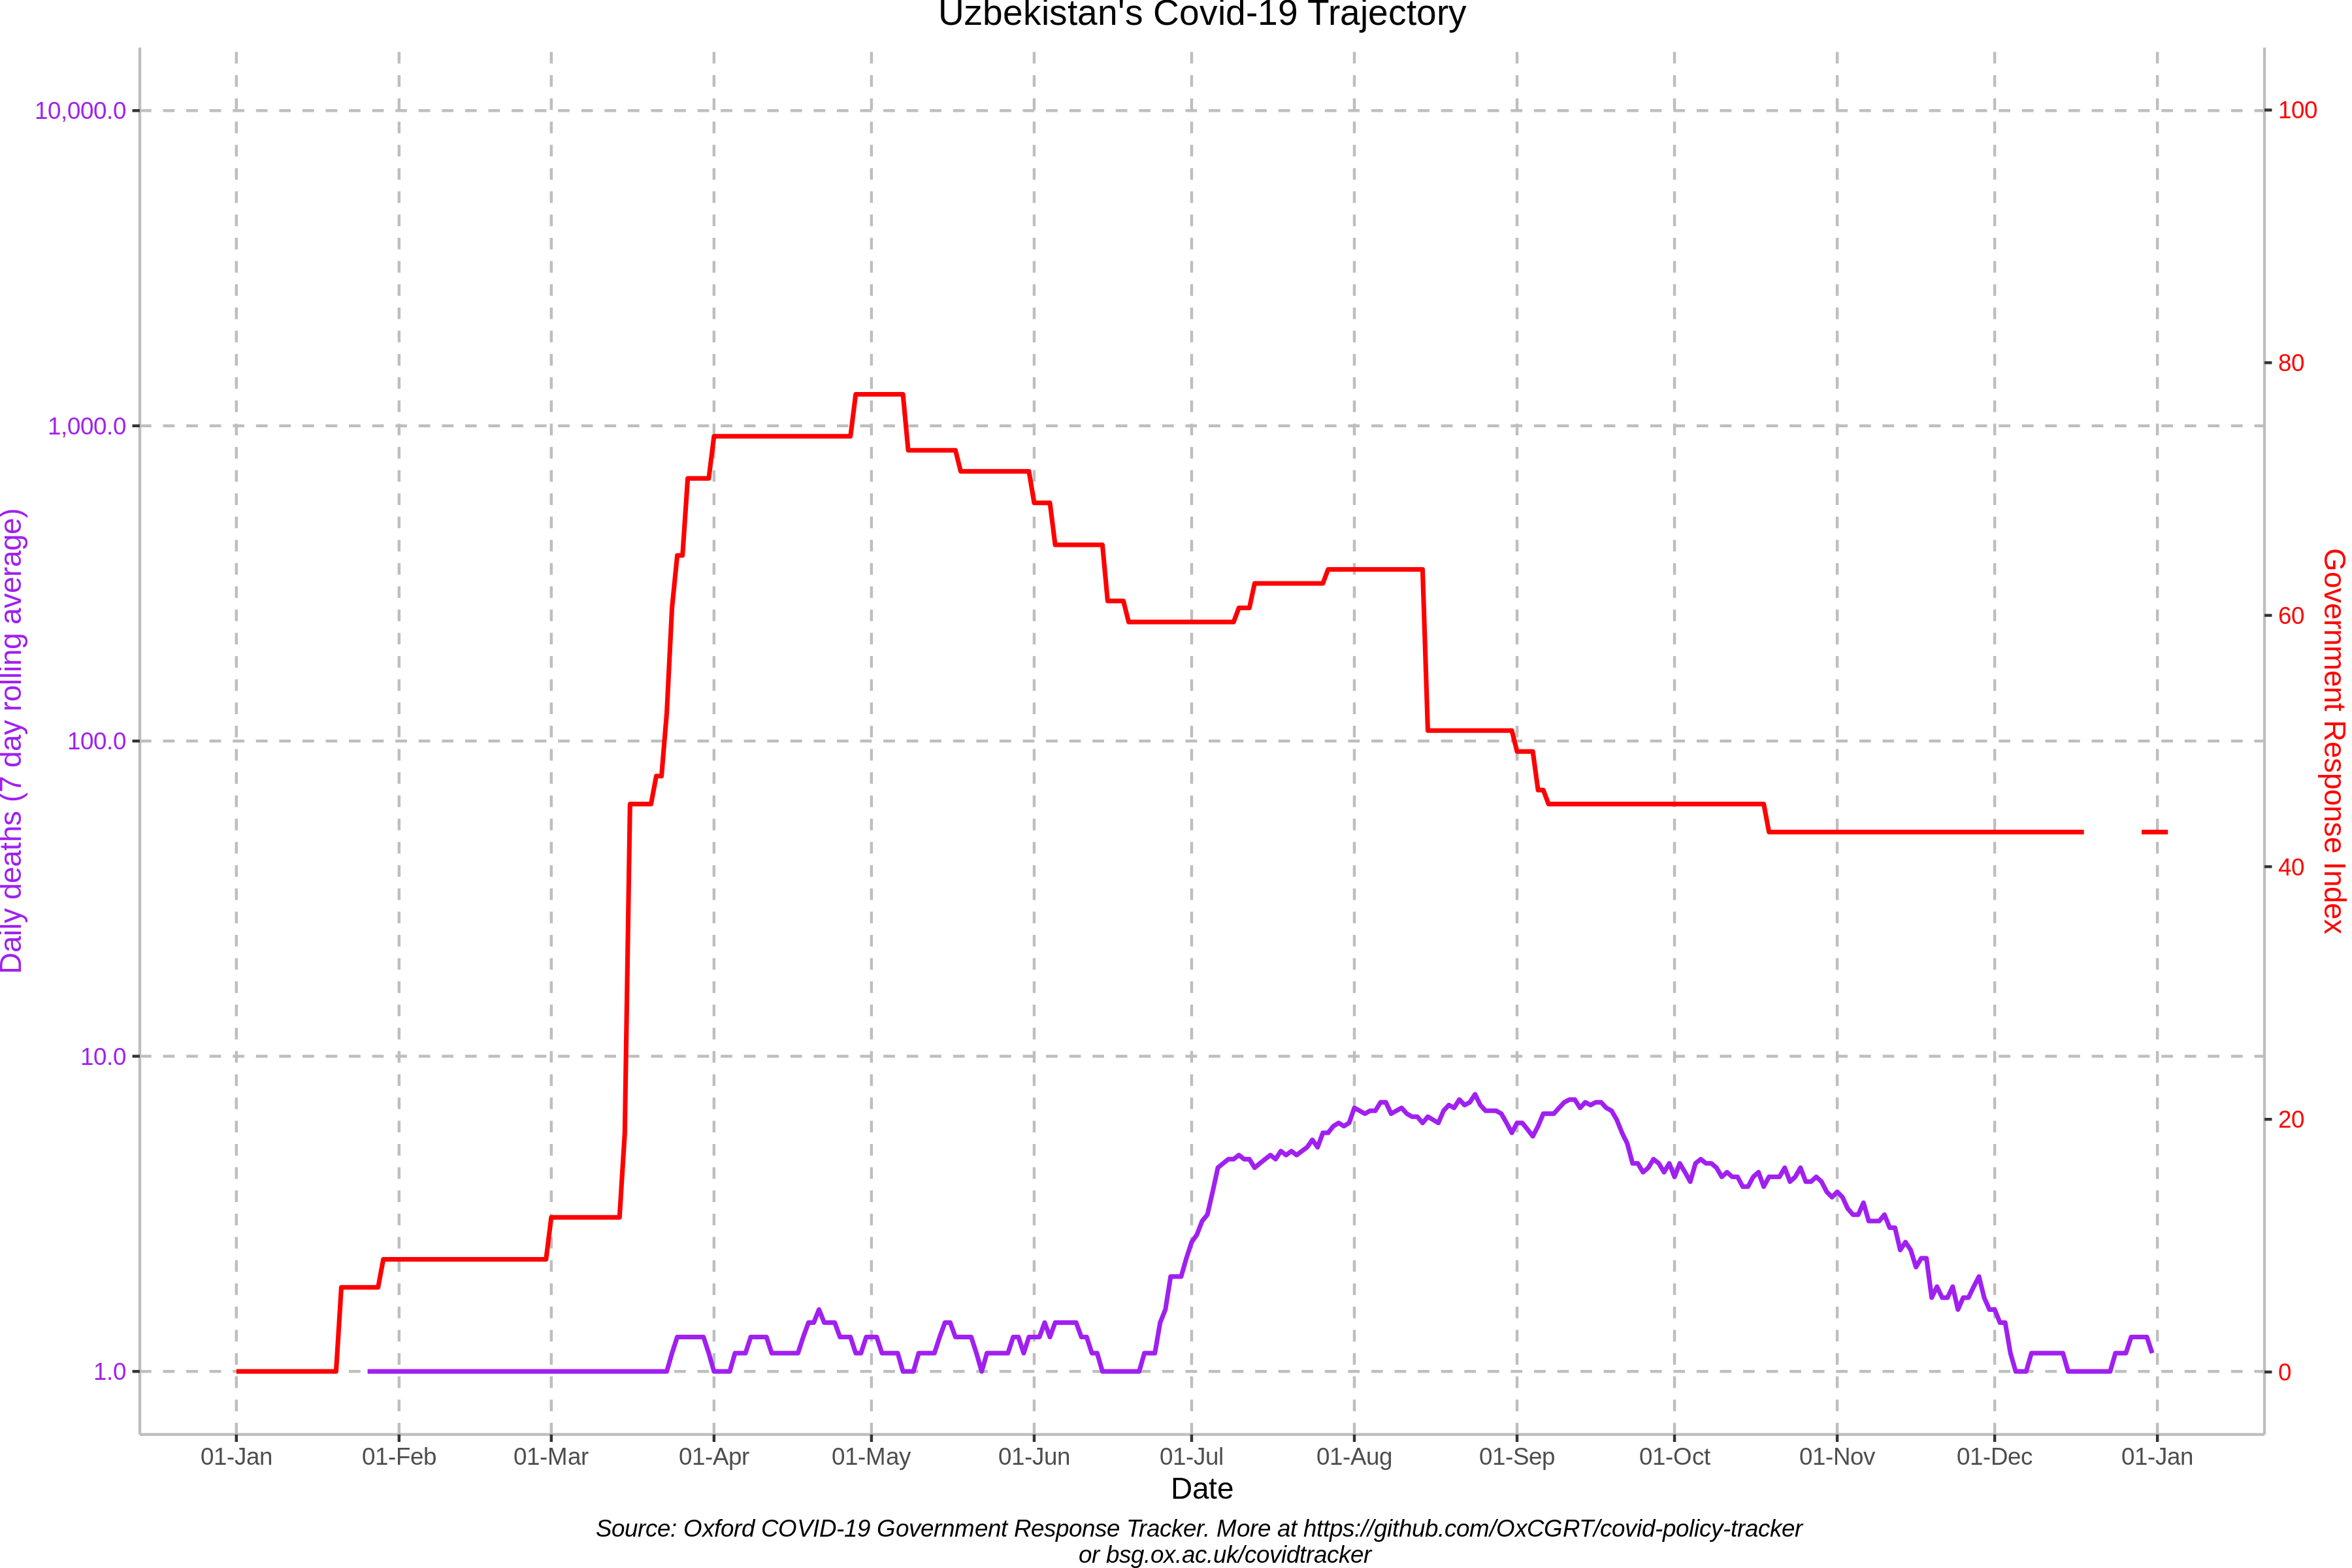 Uzbekistan's Covid-19 Trajectory
10,000.0
1,000.0
100.0
10.0
1.0
Daily deaths (7 day rolling average)
100
80
60
40
20
0
Government Response Index
01-Jan 01-Feb 01-Mar 01-Apr 01-May 01-Jun 01-Jul 01-Aug 01-Sep 01-Oct 01-Nov 01-Dec 01-Jan
Date
Source: Oxford COVID-19 Government Response Tracker. More at https://github.com/OxCGRT/covid-policy-tracker
or bsg.ox.ac.uk/covidtracker